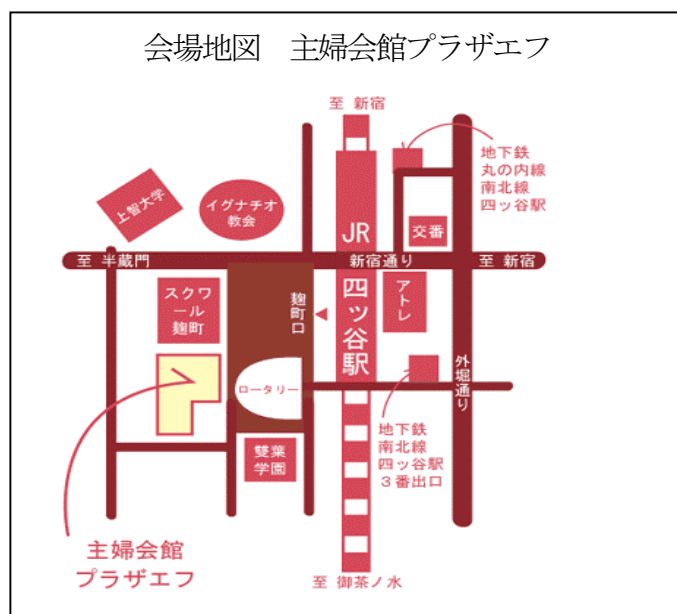 会場地図　主婦会館プラザエフ
至 新宿
地下鉄
丸の内線
南北線
四ッ谷駅
上智大学
イグナチオ
教会
JR
交番
至 半蔵門
新宿通り
至 新宿
スクワ
ール
麹町
麹町口
四ッ谷駅
アトレ
外堀通り
ロータリー
地下鉄
南北線
四ッ谷駅
３番出口
雙葉
学園
主婦会館
プラザエフ
至 御茶ノ水